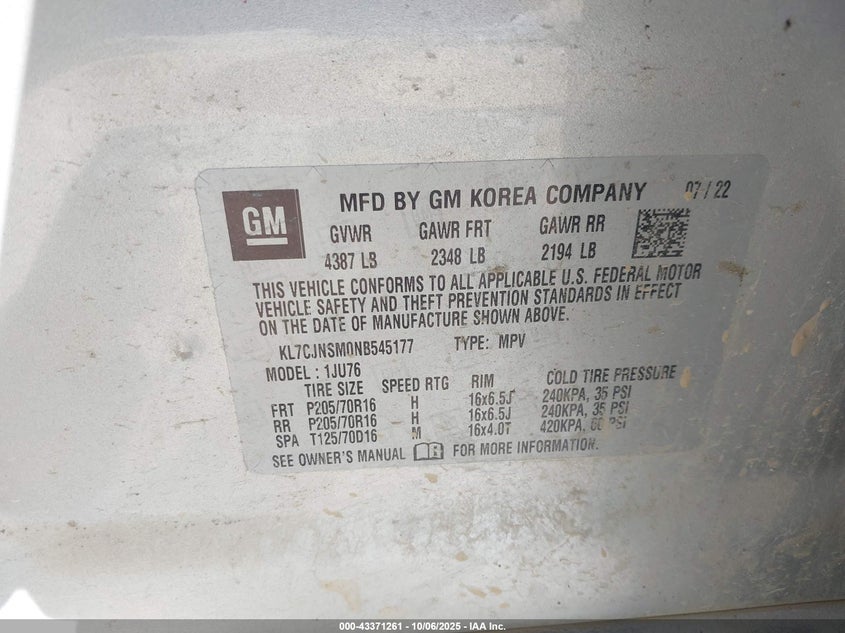 GM
MFD BY GM KOREA COMPANY 07/22
GVWR GAWR FRT GAWR RR
4387 LB 2348 LB 2194 LB
THIS VEHICLE CONFORMS TO ALL APPLICABLE U.S. FEDERAL MOTOR
VEHICLE SAFETY AND THEFT PREVENTION STANDARDS IN EFFECT
ON THE DATE OF MANUFACTURE SHOWN ABOVE.
KL7CJNSM0NB545177 TYPE: MPV
MODEL: 1JU76
TIRE SIZE SPEED RTG RIM COLD TIRE PRESSURE
FRT P205/70R16 H 16x6.5J 240KPA, 35 PSI
RR P205/70R16 H 16x6.5J 240KPA, 35 PSI
SPA T125/70D16 M 16x4.0T 420KPA, 60 PSI
SEE OWNER'S MANUAL FOR MORE INFORMATION.
000-43371261 - 10/06/2025 - IAA Inc.